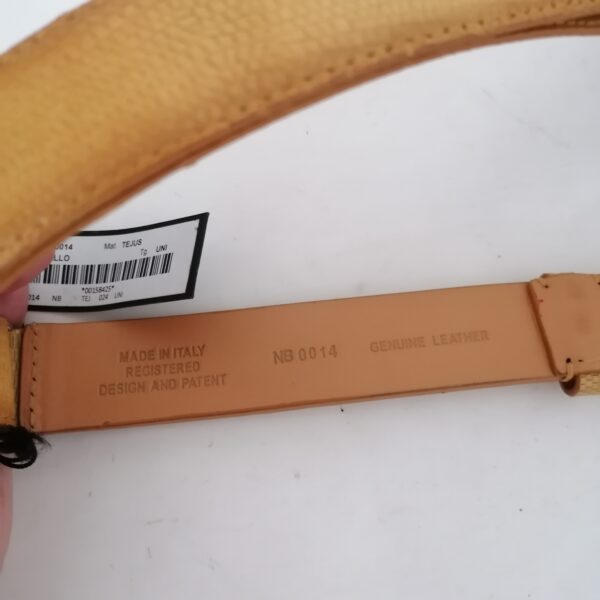 0014 Mat. TEJUS
LLO Tg UNI
*00158425*
014 NB TEJ 024 UNI
MADE IN ITALY
REGISTERED
DESIGN AND PATENT
NB 0014
GENUINE LEATHER